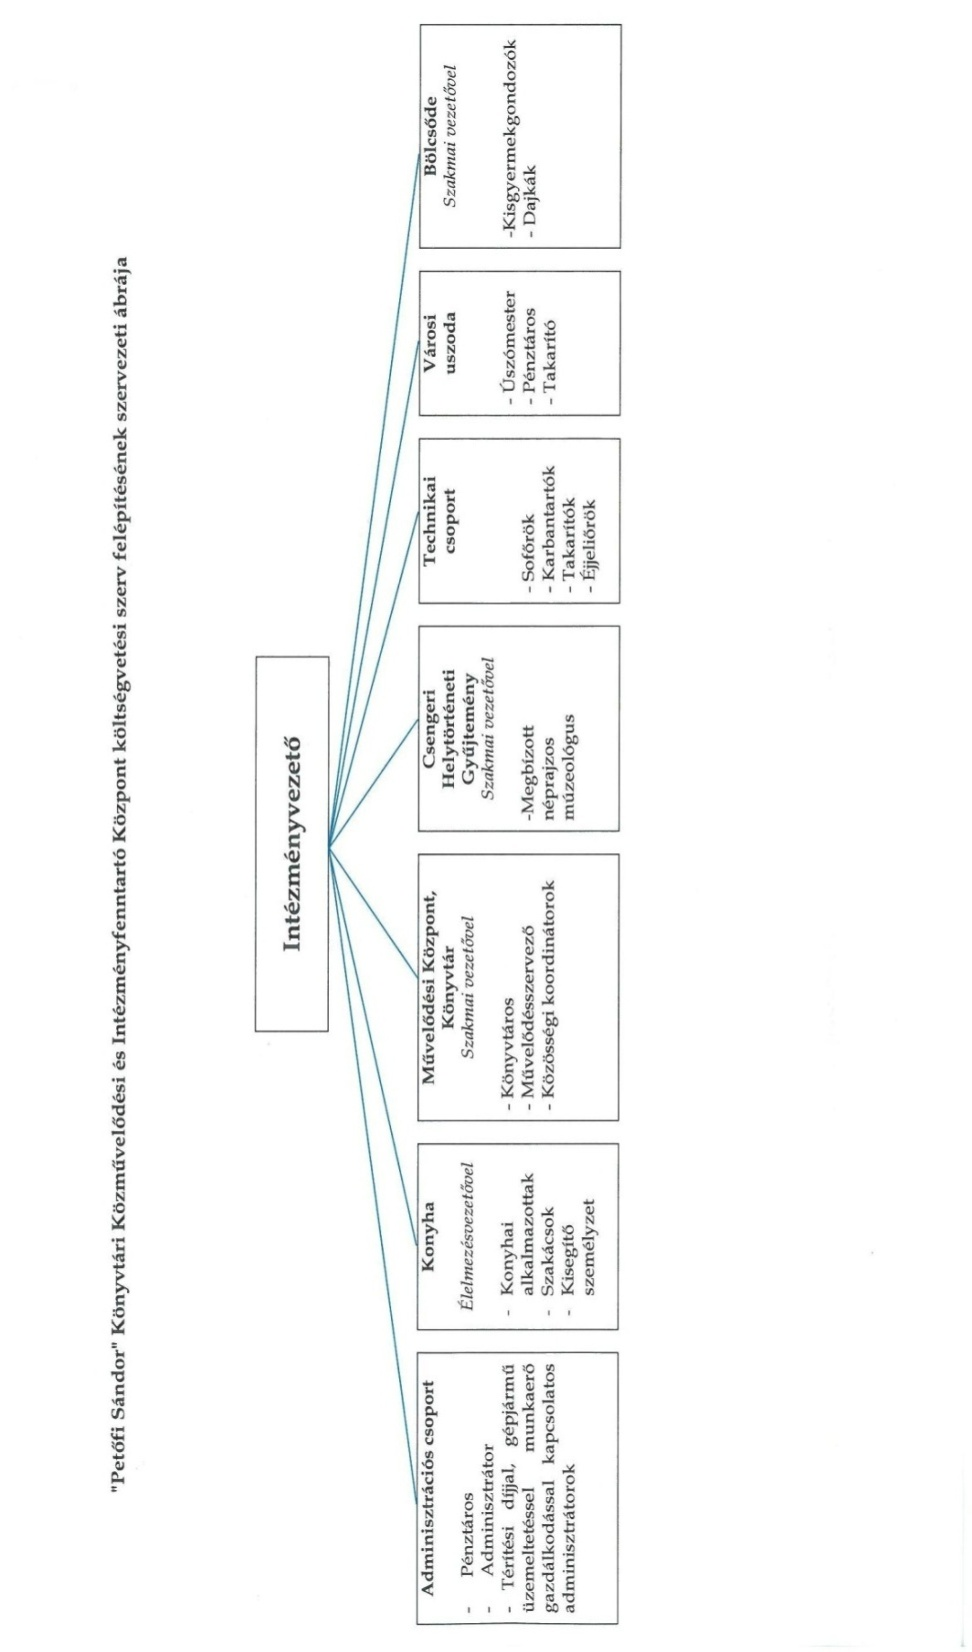 "Petőfi Sándor" Könyvtári Közművelődési és Intézményfenntartó Központ költségvetési szerv felépítésének szervezeti ábrája
Intézményvezető
Adminisztrációs csoport
- Pénztáros
- Adminisztrátor
- Térítési díjjal, gépjármű
üzemeltetéssel munkaerő
gazdálkodással kapcsolatos
adminisztrátorok
Konyha
Élelmezésvezetővel
- Konyhai
alkalmazottak
- Szakácsok
- Kisegítő
személyzet
Művelődési Központ,
Könyvtár
Szakmai vezetővel
- Könyvtáros
- Művelődésszervező
- Közösségi koordinátorok
Csengeri
Helytörténeti
Gyűjtemény
Szakmai vezetővel
-Megbízott
néprajzos
múzeológus
Technikai
csoport
- Sofőrök
- Karbantartók
- Takarítók
- Éjjeliőrök
Városi
uszoda
- Úszómester
- Pénztáros
- Takarító
Bölcsőde
Szakmai vezetővel
-Kisgyermekgondozók
- Dajkák